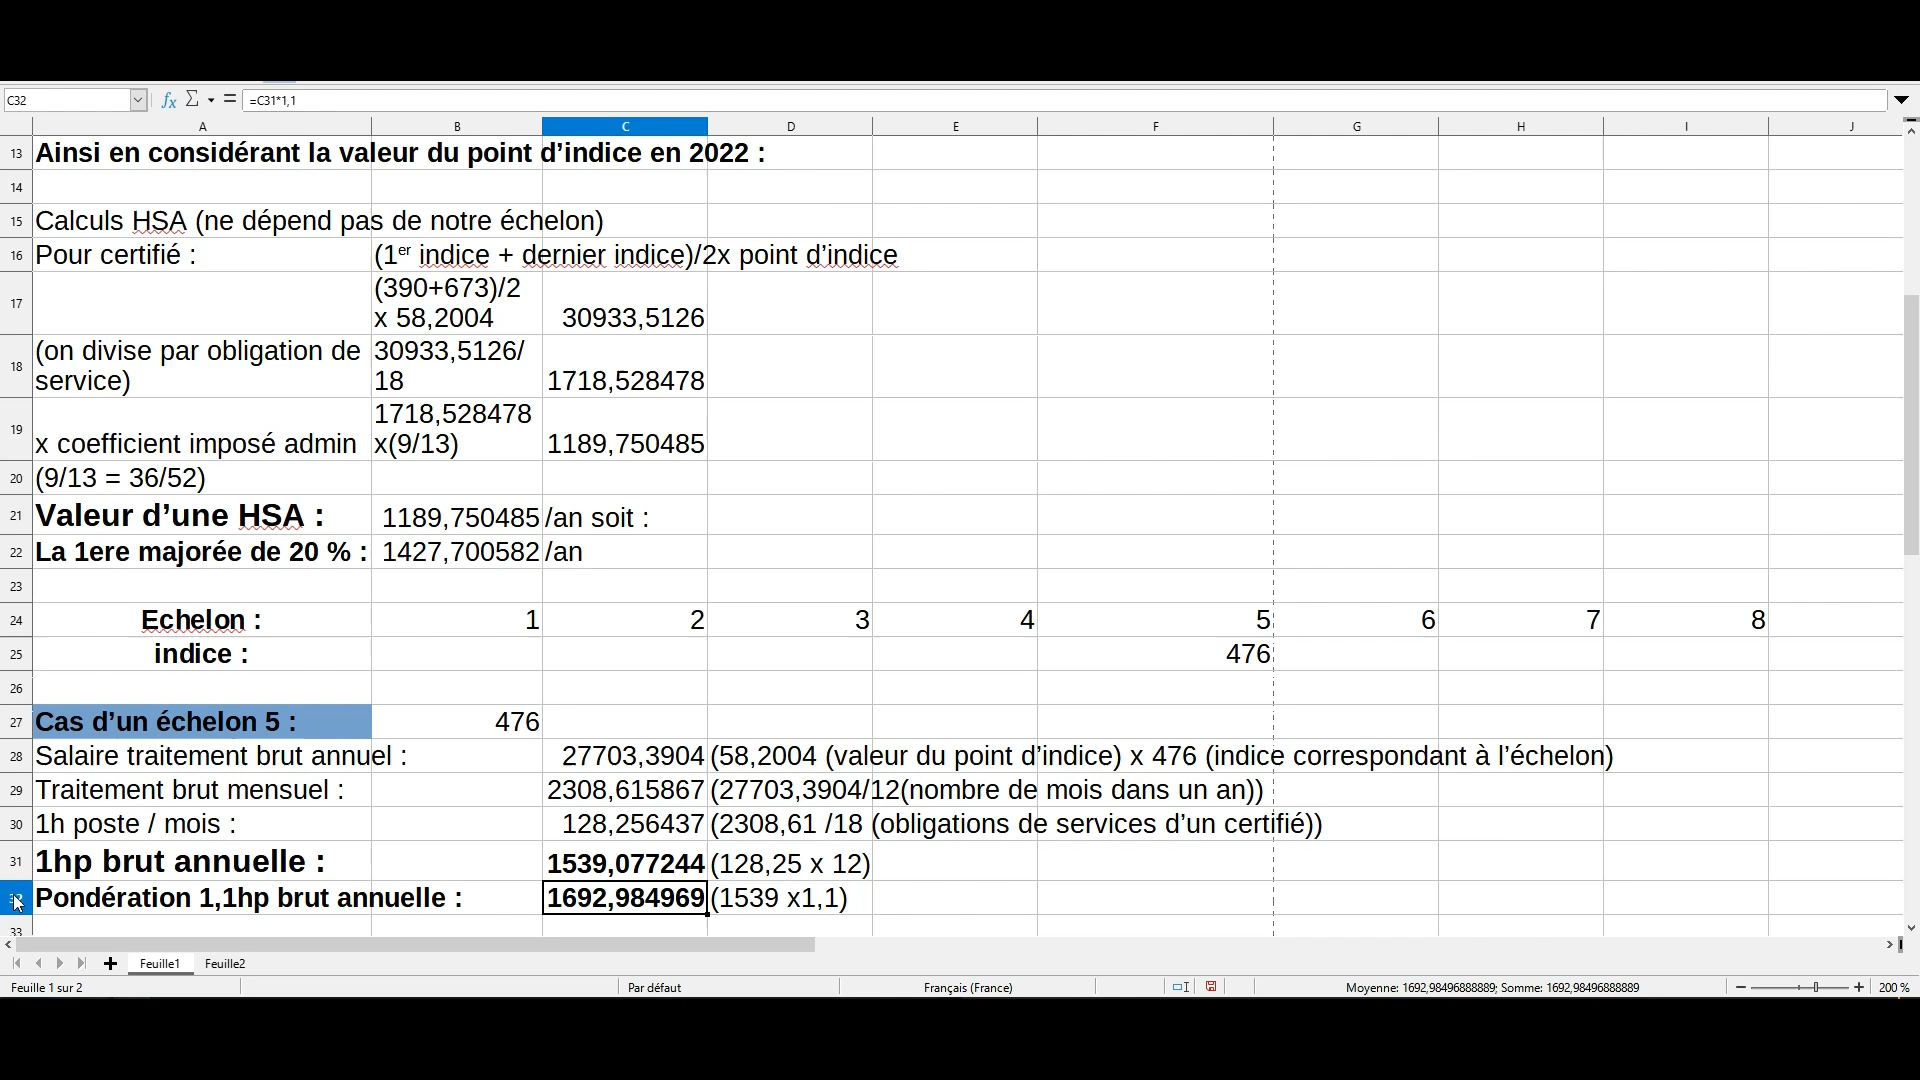 C32
=C31*1,1
A B C D E F G H I J
13 Ainsi en considérant la valeur du point d’indice en 2022 :
14
15 Calculs HSA (ne dépend pas de notre échelon)
16 Pour certifié : (1er indice + dernier indice)/2x point d’indice
17 (390+673)/2
x 58,2004 30933,5126
18 (on divise par obligation de 30933,5126/
service) 18 1718,528478
19 1718,528478
x coefficient imposé admin x(9/13) 1189,750485
20 (9/13 = 36/52)
21 Valeur d’une HSA : 1189,750485 /an soit :
22 La 1ere majorée de 20 % : 1427,700582 /an
23
24 Echelon : 1 2 3 4 5 6 7 8
25 indice : 476
26
27 Cas d’un échelon 5 : 476
28 Salaire traitement brut annuel : 27703,3904 (58,2004 (valeur du point d’indice) x 476 (indice correspondant à l’échelon)
29 Traitement brut mensuel : 2308,615867 (27703,3904/12(nombre de mois dans un an))
30 1h poste / mois : 128,256437 (2308,61 /18 (obligations de services d’un certifié))
31 1hp brut annuelle : 1539,077244 (128,25 x 12)
Pondération 1,1hp brut annuelle : 1692,984969 (1539 x1,1)
33
Feuille1 Feuille2
Feuille 1 sur 2 Par défaut Français (France) Moyenne: 1692,98496888889; Somme: 1692,98496888889 200 %